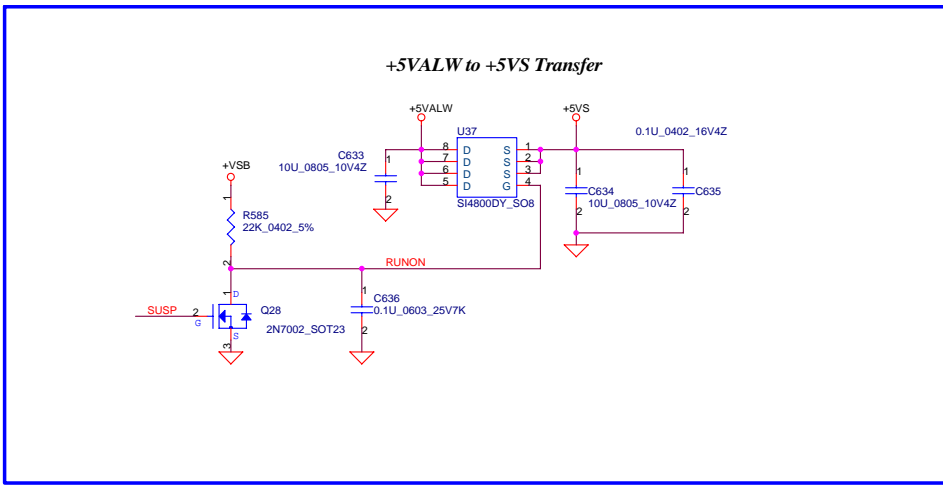 +5VALW to +5VS Transfer
+5VALW
+5VS
U37
0.1U_0402_16V4Z
8 D S 1
7 D S 2
6 D S 3
5 D G 4
SI4800DY_SO8
C633
10U_0805_10V4Z
1
2
1
C634
10U_0805_10V4Z
2
1
C635
2
+VSB
1
R585
22K_0402_5%
2
RUNON
1
D
SUSP
2
G
Q28
2N7002_SOT23
S
3
1
C636
0.1U_0603_25V7K
2